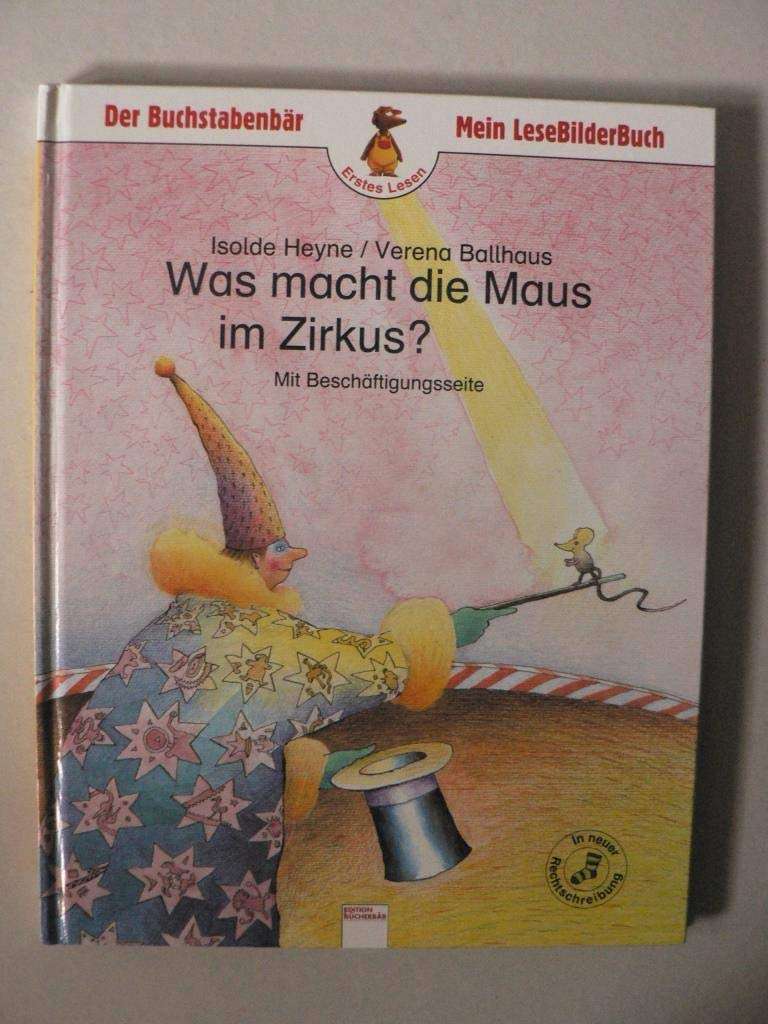 Der Buchstabenbär
Mein LeseBilderBuch
Erstes Lesen
Isolde Heyne / Verena Ballhaus
Was macht die Maus
im Zirkus?
Mit Beschäftigungsseite
In neuer
Rechtschreibung
EDITION
BÜCHERBÄR